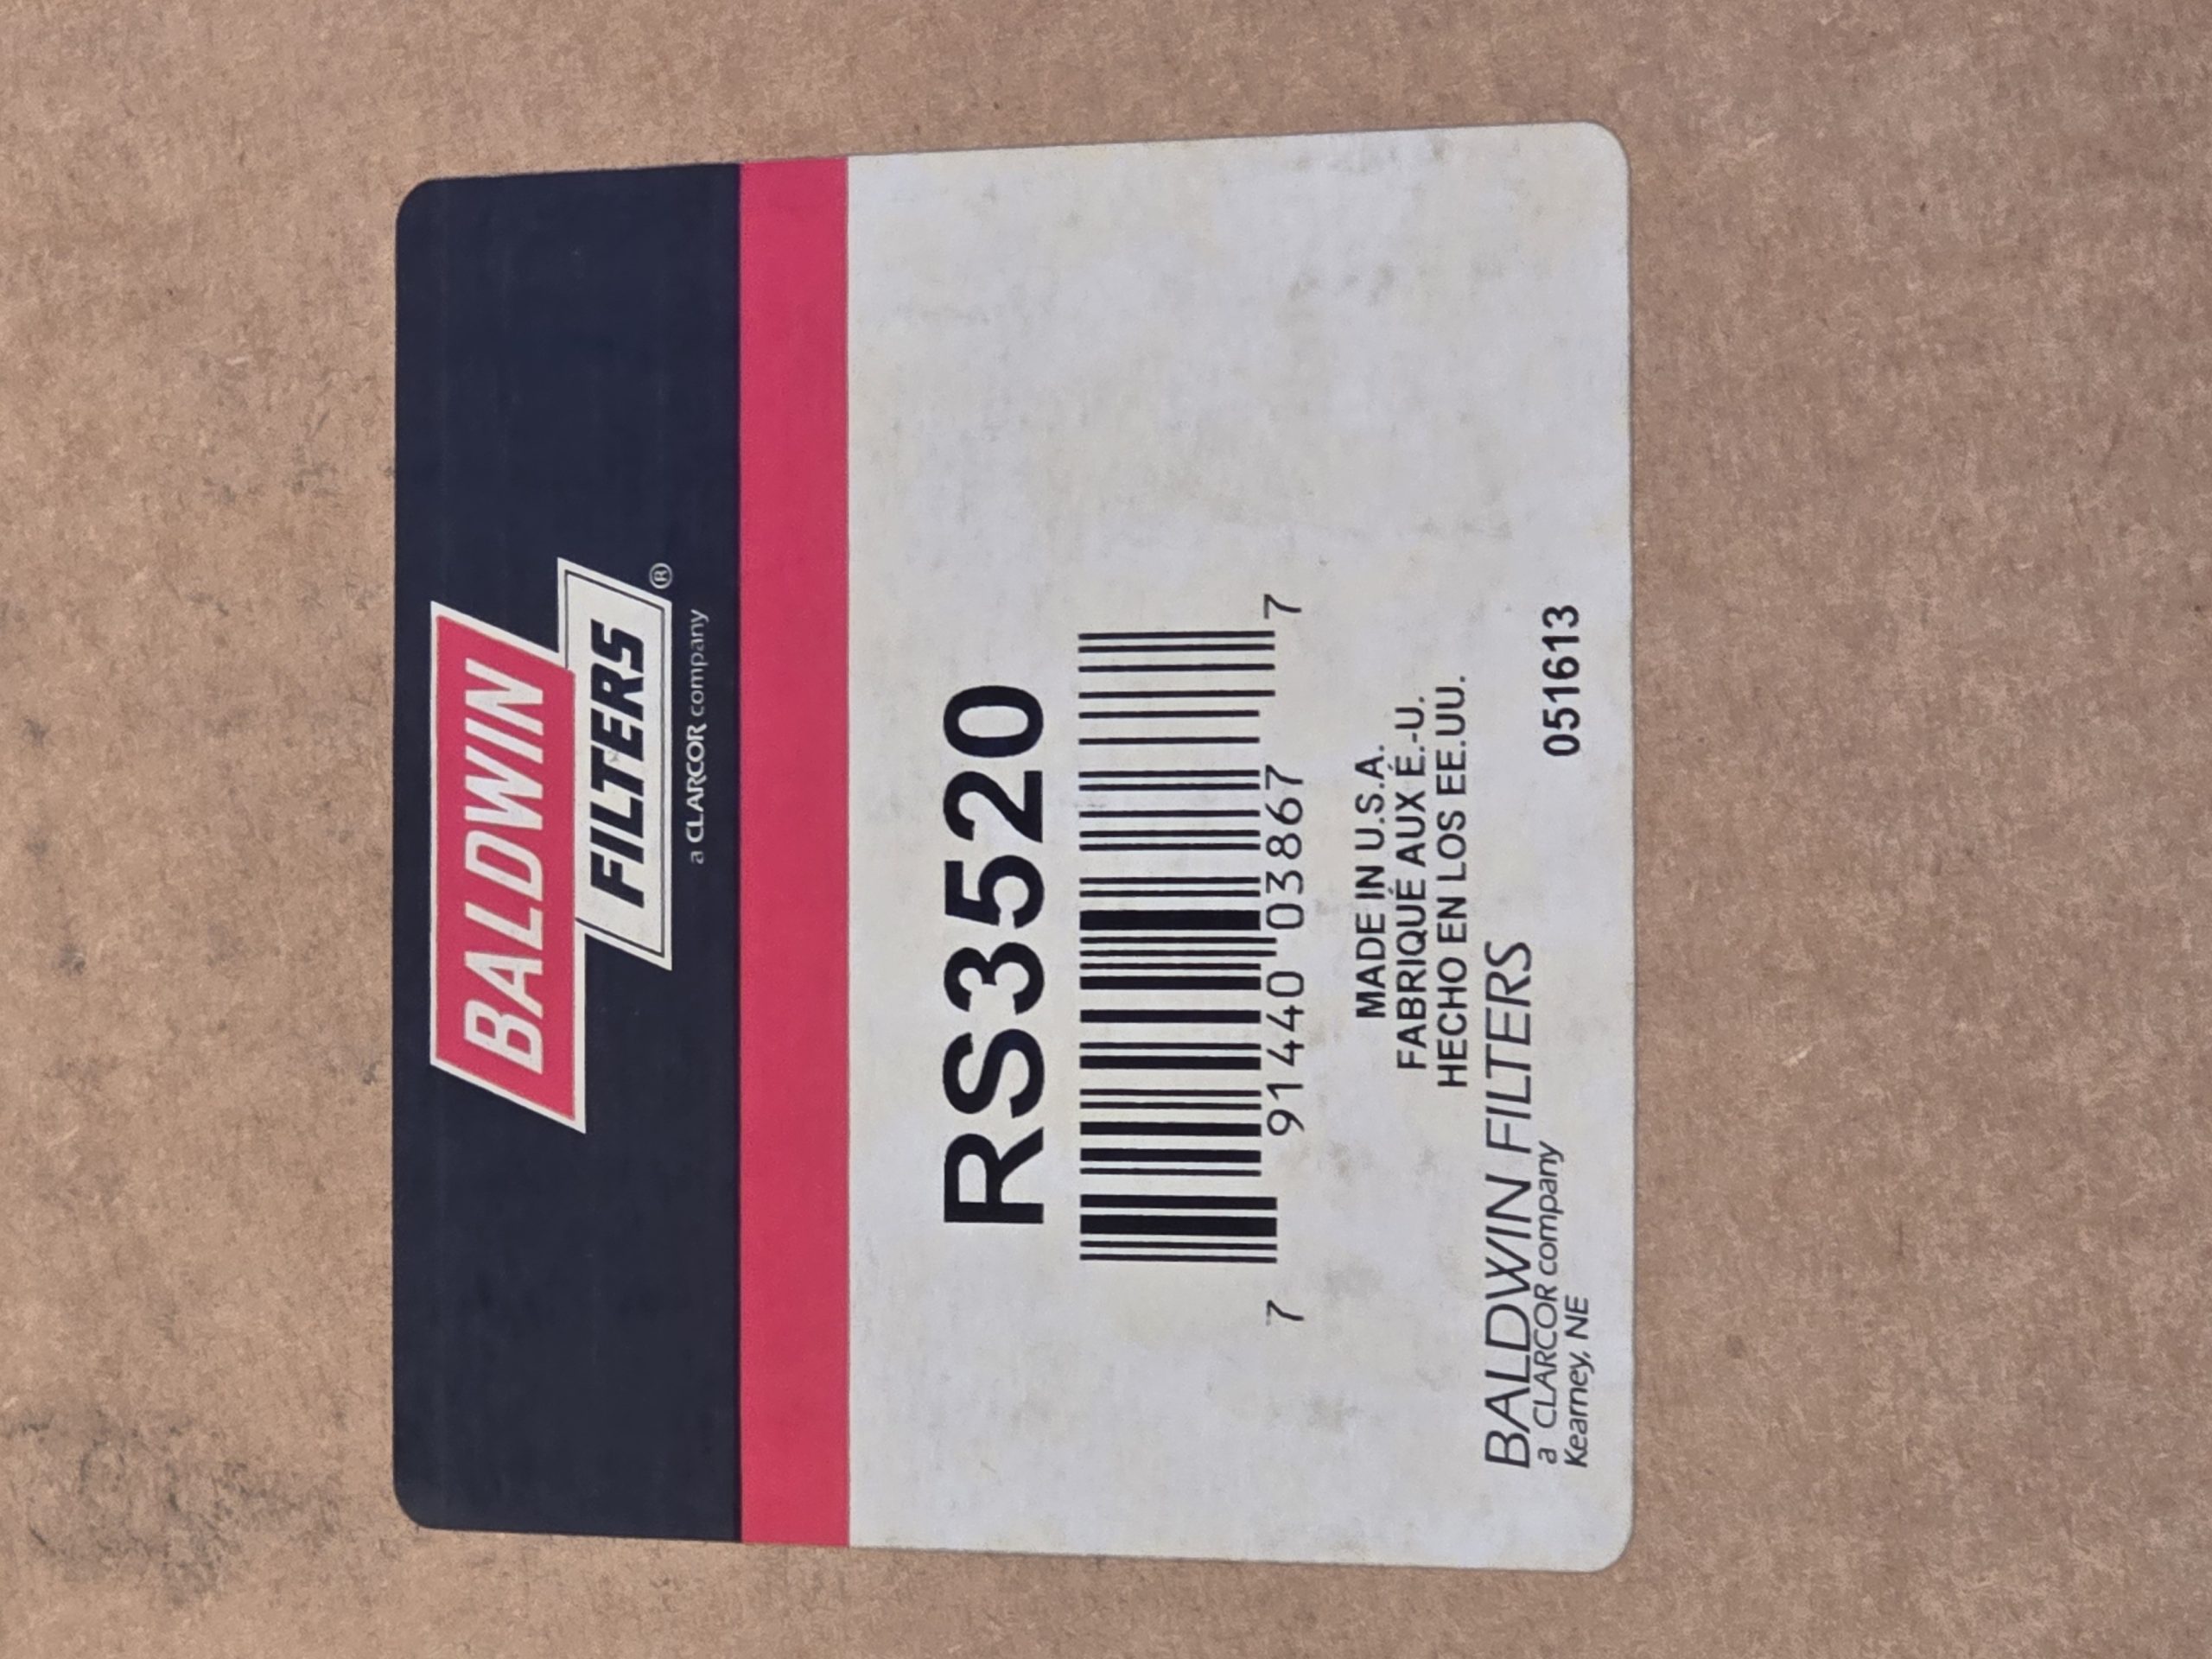 BALDWIN
FILTERS®
a CLARCOR company
RS3520
7 91440 03867 7
MADE IN U.S.A.
FABRIQUÉ AUX É.-U.
HECHO EN LOS EE.UU.
BALDWIN FILTERS
a CLARCOR company
Kearney, NE
051613